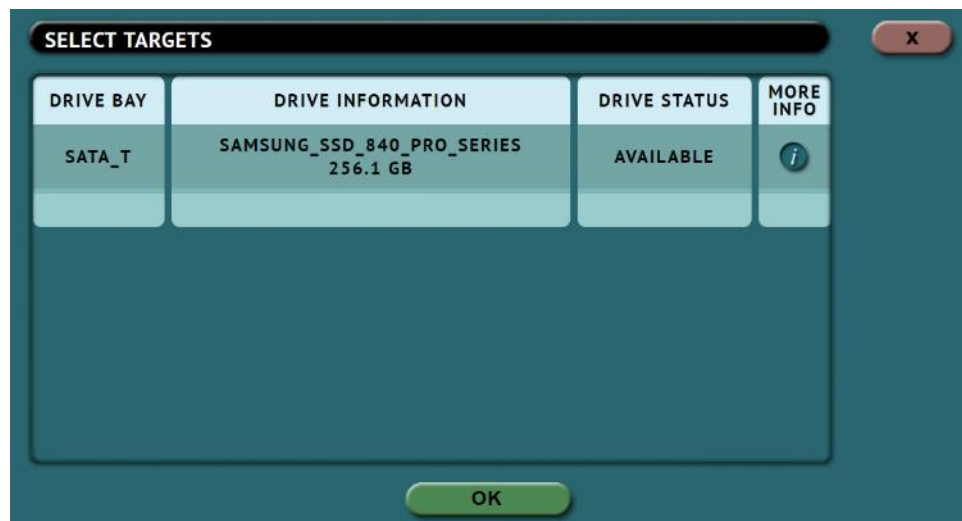 SELECT TARGETS
X
DRIVE BAY
DRIVE INFORMATION
DRIVE STATUS
MORE
INFO
SATA_T
SAMSUNG_SSD_840_PRO_SERIES
256.1 GB
AVAILABLE
i
OK